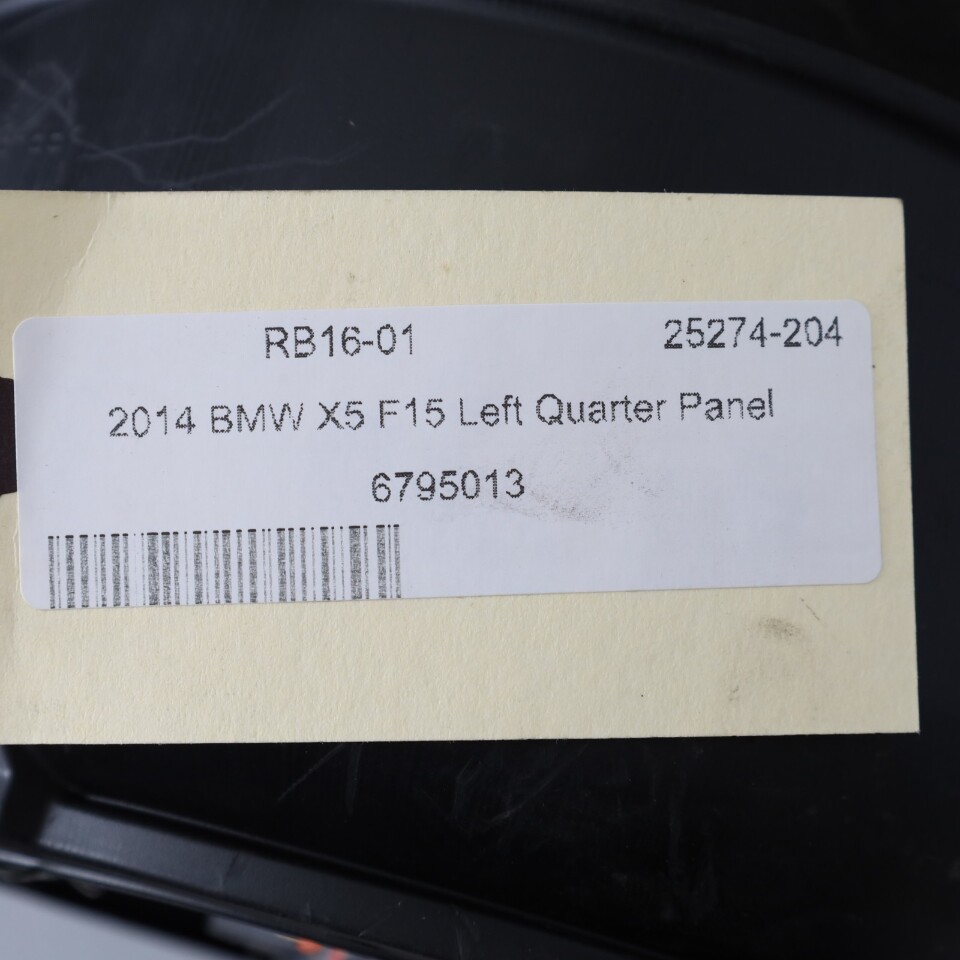 RB16-01 25274-204
2014 BMW X5 F15 Left Quarter Panel
6795013